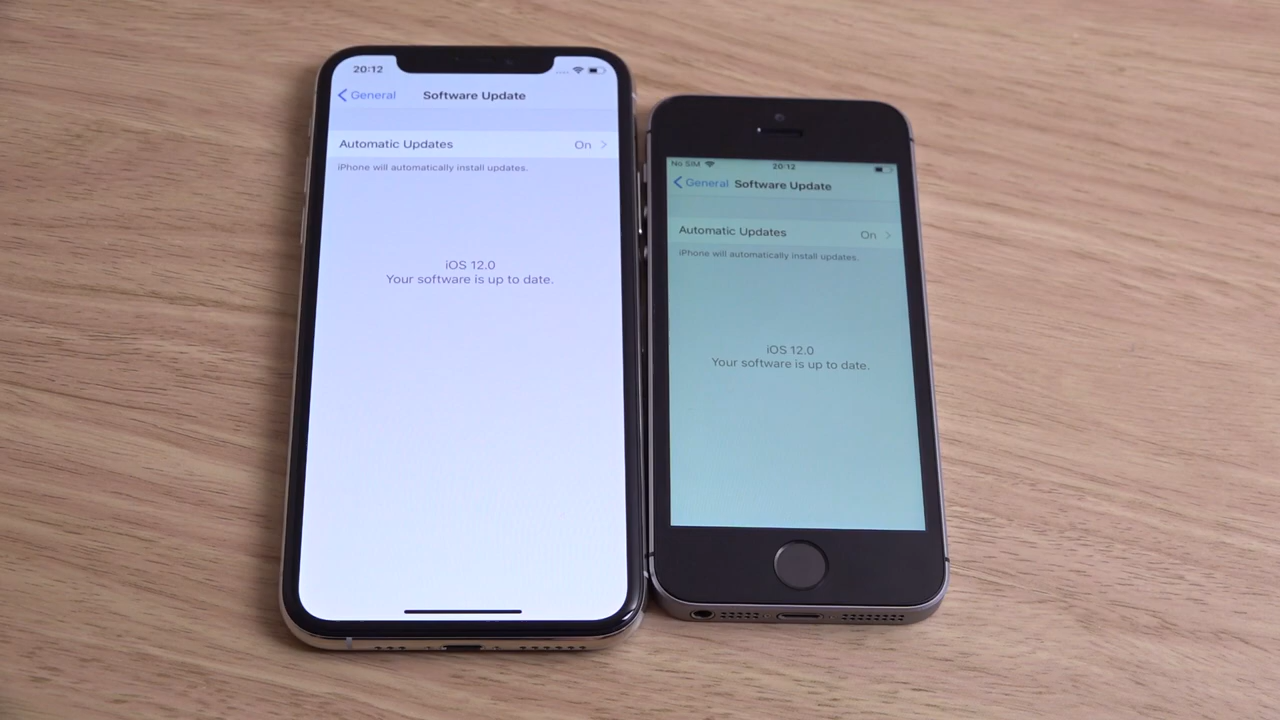 20:12
General
Software Update
Automatic Updates
On
iPhone will automatically install updates.
iOS 12.0
Your software is up to date.
No SIM
20:12
General
Software Update
Automatic Updates
On
iPhone will automatically install updates.
iOS 12.0
Your software is up to date.